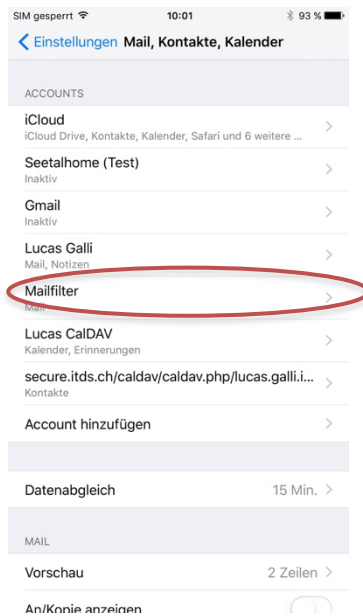 SIM gesperrt 10:01 93 %
Einstellungen Mail, Kontakte, Kalender
ACCOUNTS
iCloud
iCloud Drive, Kontakte, Kalender, Safari und 6 weitere ...
Seetalhome (Test)
Inaktiv
Gmail
Inaktiv
Lucas Galli
Mail, Notizen
Mailfilter
Mail
Lucas CalDAV
Kalender, Erinnerungen
secure.itds.ch/caldav/caldav.php/lucas.galli.i...
Kontakte
Account hinzufügen
Datenabgleich 15 Min.
MAIL
Vorschau 2 Zeilen
An/Kopie anzeigen